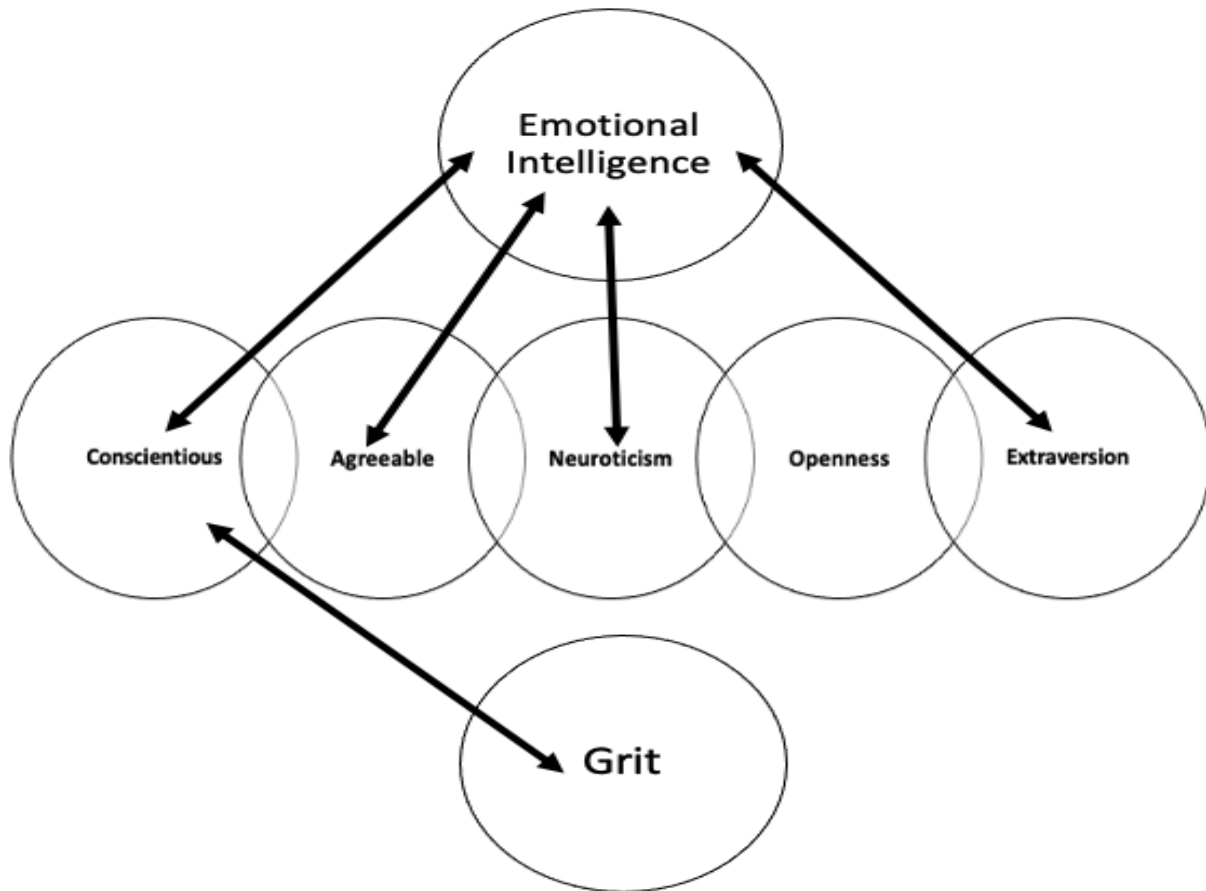 Emotional
Intelligence
Conscientious
Agreeable
Neuroticism
Openness
Extraversion
Grit